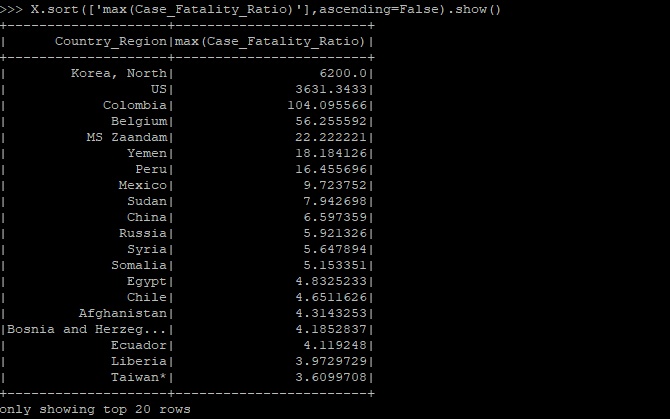 >>> X.sort(['max(Case_Fatality_Ratio)'],ascending=False).show()
+--------------------+------------------------+
|      Country_Region|max(Case_Fatality_Ratio)|
+--------------------+------------------------+
|        Korea, North|                  6200.0|
|                  US|               3631.3433|
|            Colombia|              104.095566|
|             Belgium|               56.255592|
|          MS Zaandam|               22.222221|
|               Yemen|               18.184126|
|                Peru|               16.455696|
|              Mexico|                9.723752|
|               Sudan|                7.942698|
|               China|                6.597359|
|              Russia|                5.921326|
|               Syria|                5.647894|
|             Somalia|                5.153351|
|               Egypt|               4.8325233|
|               Chile|               4.6511626|
|         Afghanistan|               4.3143253|
|Bosnia and Herzeg...|               4.1852837|
|             Ecuador|                4.119248|
|             Liberia|               3.9729729|
|             Taiwan*|               3.6099708|
+--------------------+------------------------+
only showing top 20 rows